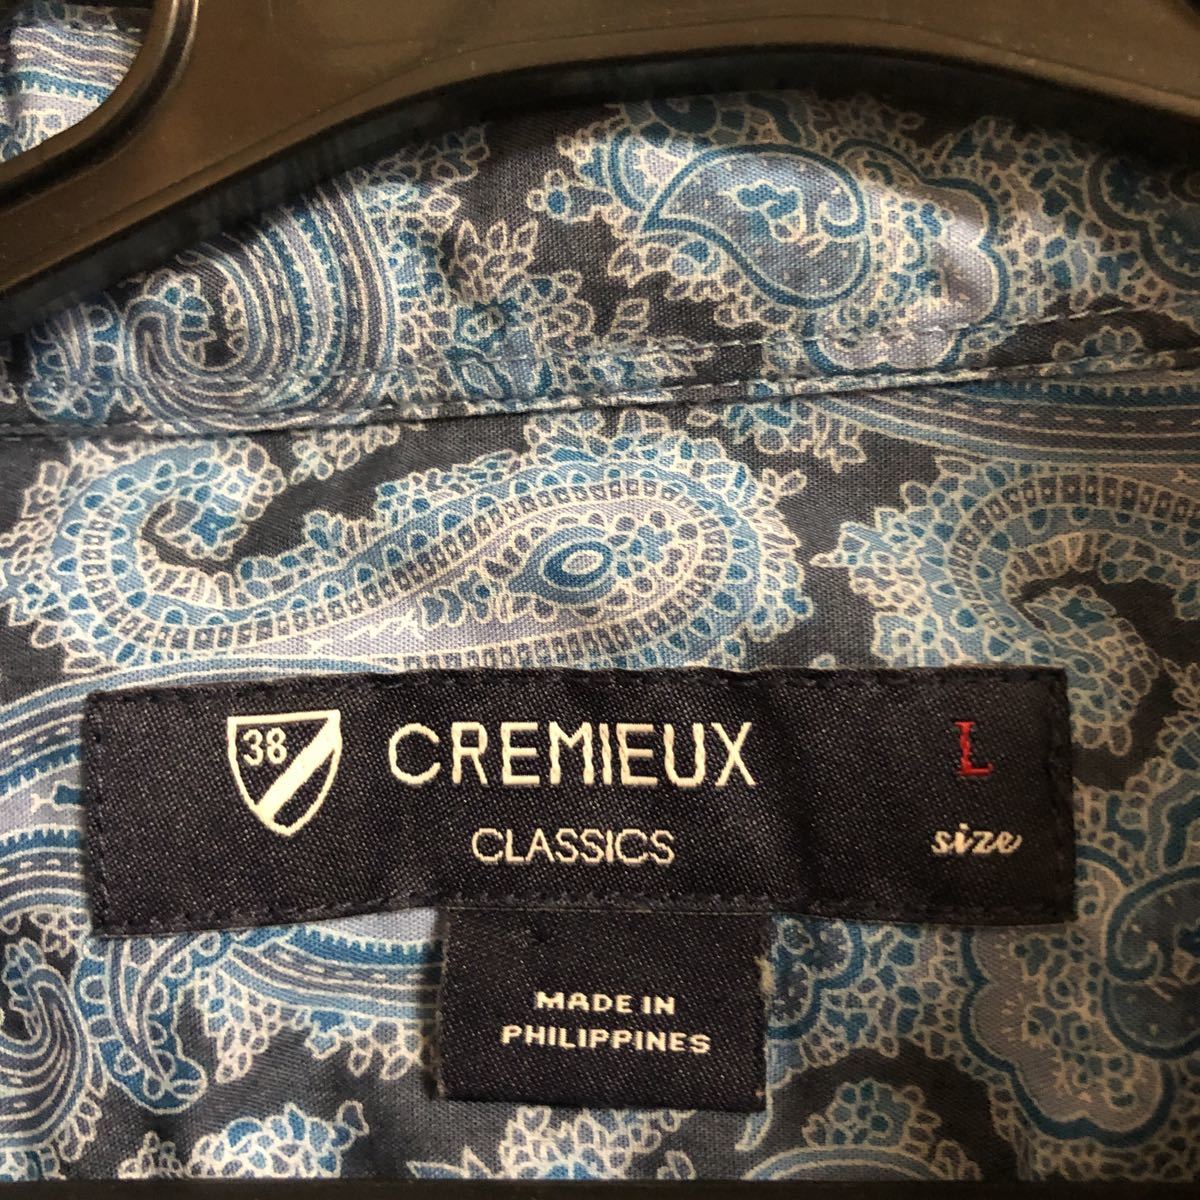 38
CREMIEUX
CLASSICS
L
size
MADE IN
PHILIPPINES